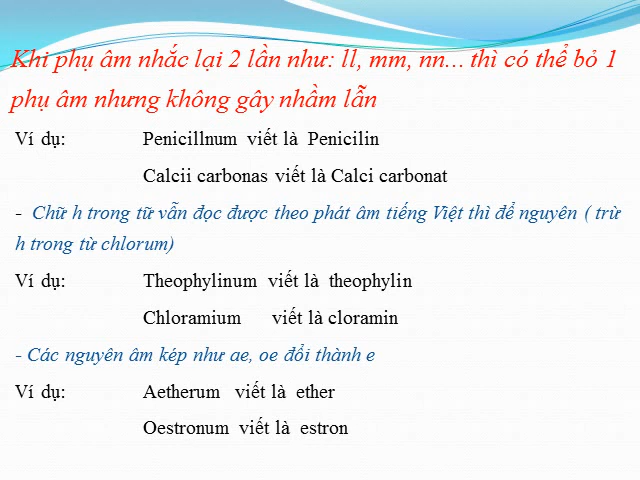 Khi phụ âm nhắc lại 2 lần như: ll, mm, nn... thì có thể bỏ 1
phụ âm nhưng không gây nhầm lẫn
Ví dụ: Penicillnum viết là Penicilin
Calcii carbonas viết là Calci carbonat
- Chữ h trong từ vẫn đọc được theo phát âm tiếng Việt thì để nguyên ( trừ
h trong từ chlorum)
Ví dụ: Theophylinum viết là theophylin
Chloramium viết là cloramin
- Các nguyên âm kép như ae, oe đổi thành e
Ví dụ: Aetherum viết là ether
Oestronum viết là estron